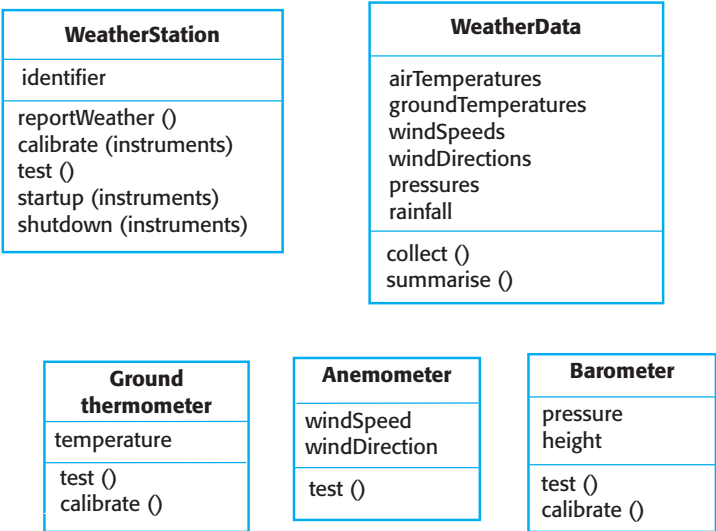 WeatherStation
identifier
reportWeather ()
calibrate (instruments)
test ()
startup (instruments)
shutdown (instruments)
WeatherData
airTemperatures
groundTemperatures
windSpeeds
windDirections
pressures
rainfall
collect ()
summarise ()
Ground
thermometer
temperature
test ()
calibrate ()
Anemometer
windSpeed
windDirection
test ()
Barometer
pressure
height
test ()
calibrate ()